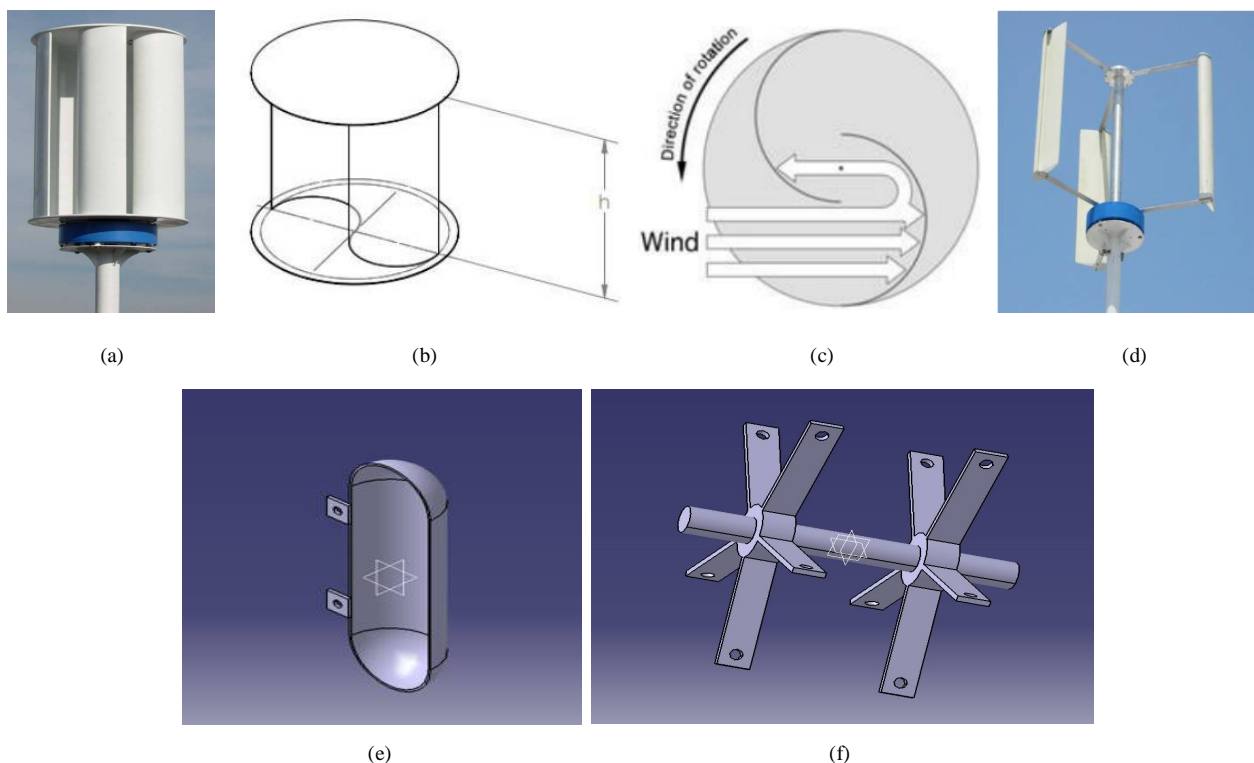 h
Direction of rotation
Wind
(a)
(b)
(c)
(d)
(e)
(f)